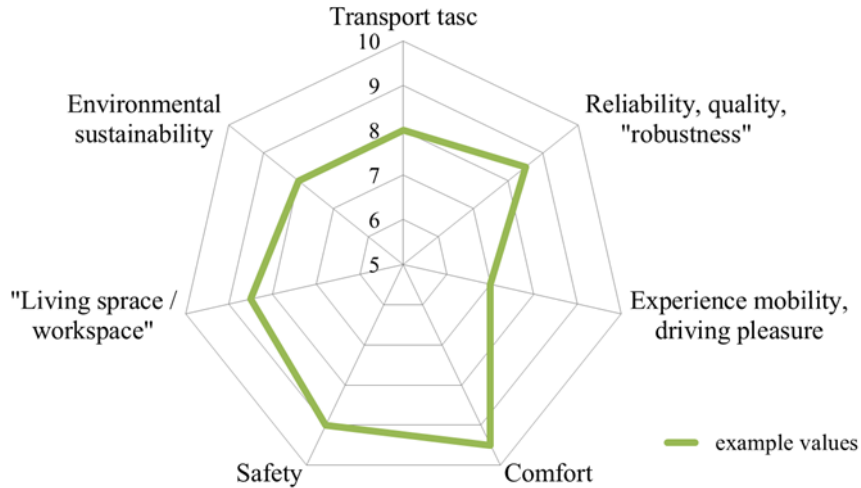 Transport tasc
10
9
8
7
6
5
Environmental
sustainability
Reliability, quality,
"robustness"
"Living sprace /
workspace"
Experience mobility,
driving pleasure
Safety
Comfort
example values